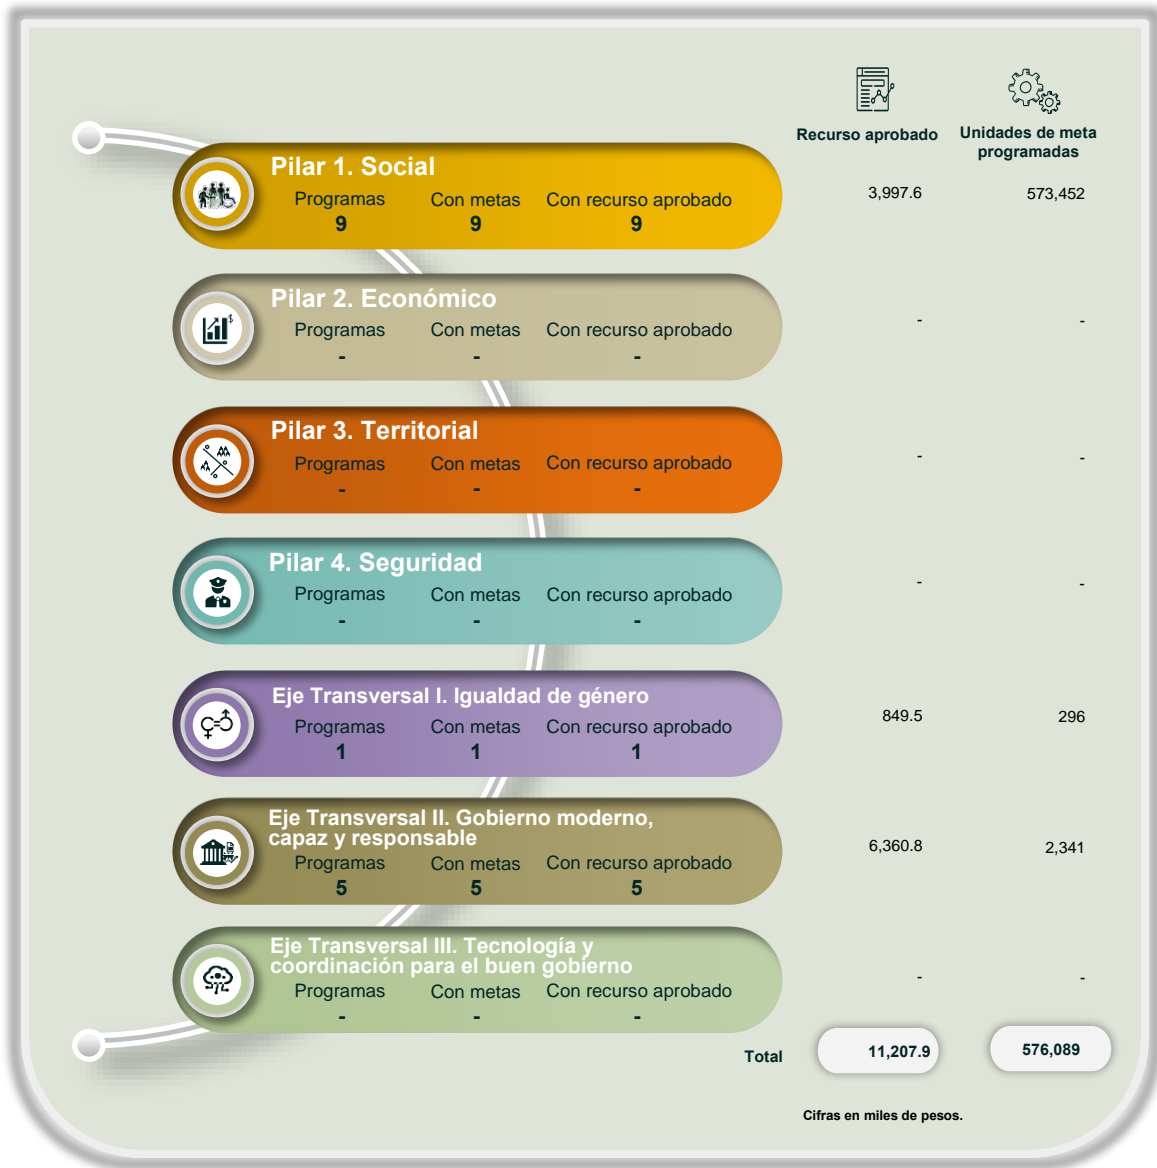 Recurso aprobado
Unidades de meta
programadas
Pilar 1. Social
Programas Con metas Con recurso aprobado
9 9 9
3,997.6 573,452
Pilar 2. Económico
Programas Con metas Con recurso aprobado
- - -
- -
Pilar 3. Territorial
Programas Con metas Con recurso aprobado
- - -
- -
Pilar 4. Seguridad
Programas Con metas Con recurso aprobado
- - -
- -
Eje Transversal I. Igualdad de género
Programas Con metas Con recurso aprobado
1 1 1
849.5 296
Eje Transversal II. Gobierno moderno,
capaz y responsable
Programas Con metas Con recurso aprobado
5 5 5
6,360.8 2,341
Eje Transversal III. Tecnología y
coordinación para el buen gobierno
Programas Con metas Con recurso aprobado
- - -
- -
Total 11,207.9 576,089
Cifras en miles de pesos.